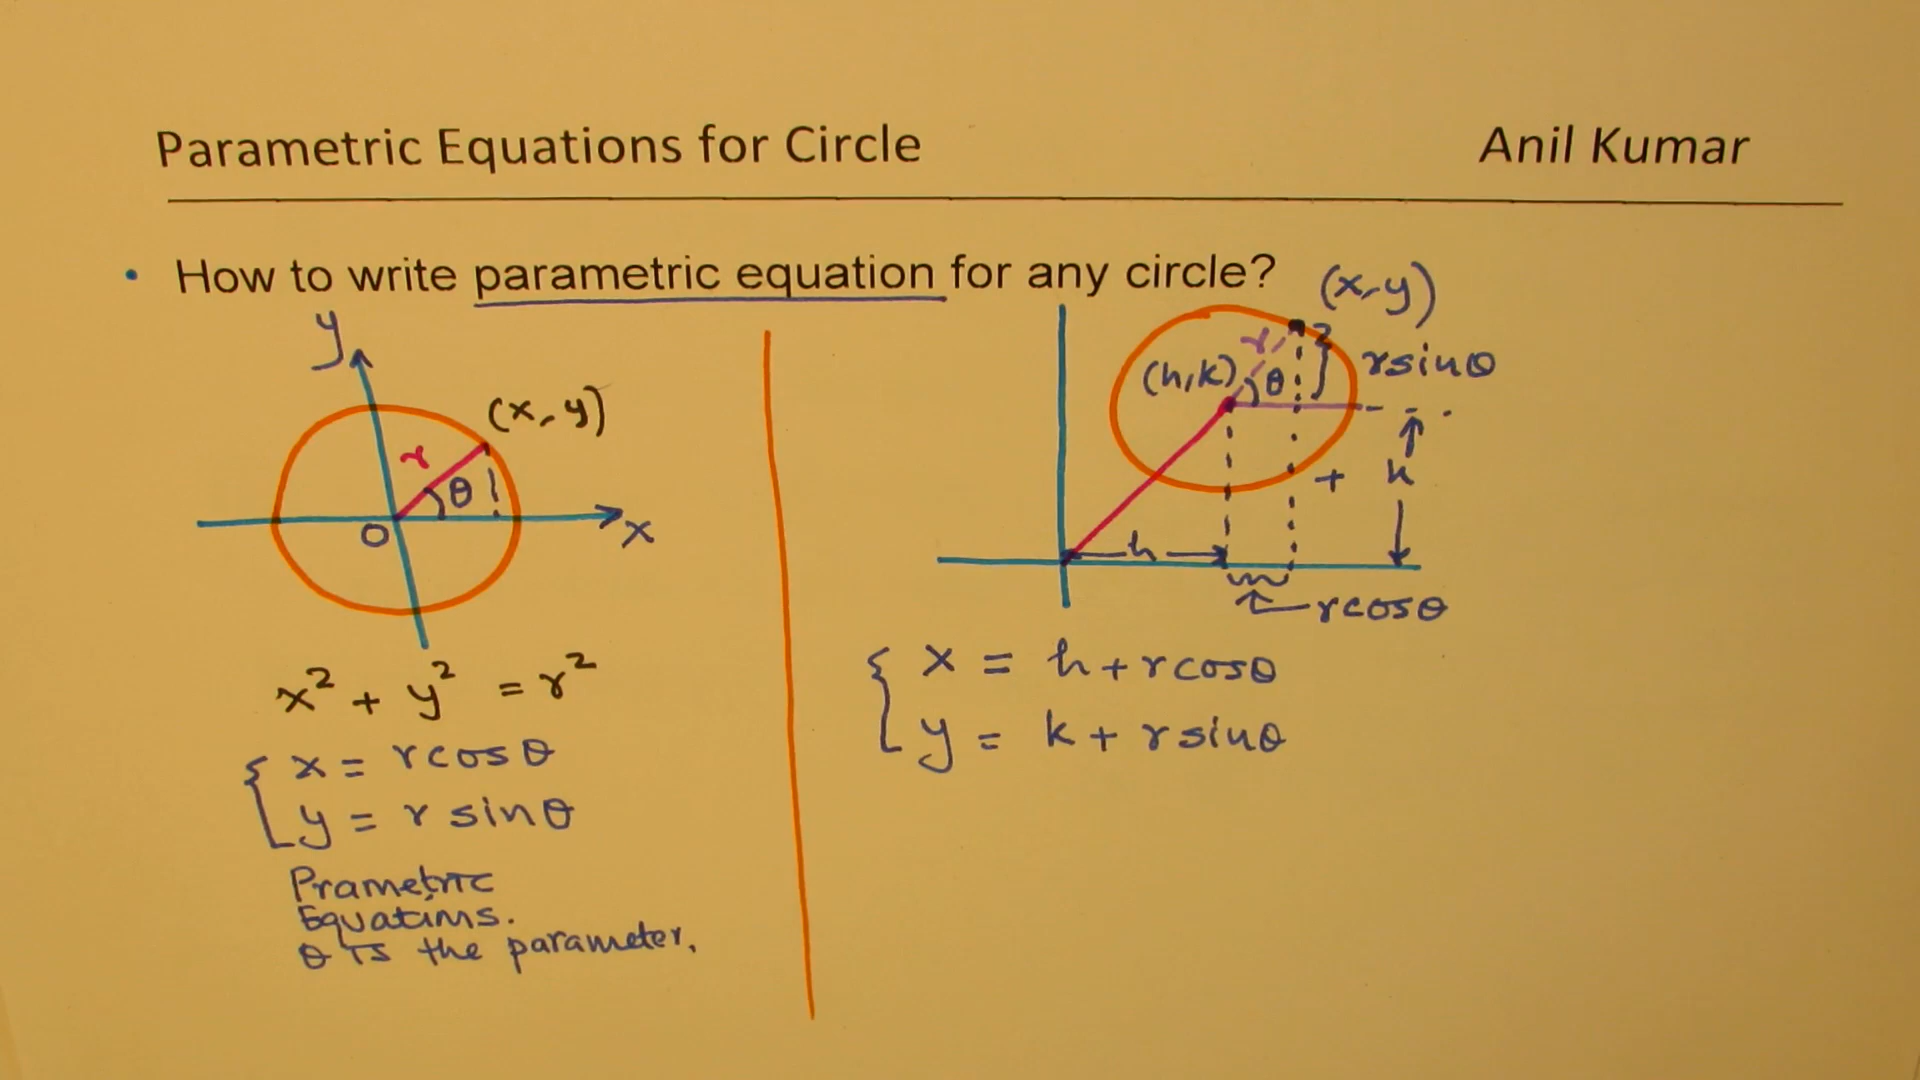 Parametric Equations for Circle
Anil Kumar
• How to write parametric equation for any circle?
y
(x, y)
r
θ
O
x
x² + y² = r²
{ x = r cos θ
y = r sin θ
Prametric
Equations.
θ is the parameter,
(x, y)
r
(h, k)
θ
r sin θ
+ k
h
r cos θ
{ x = h + r cos θ
y = k + r sin θ